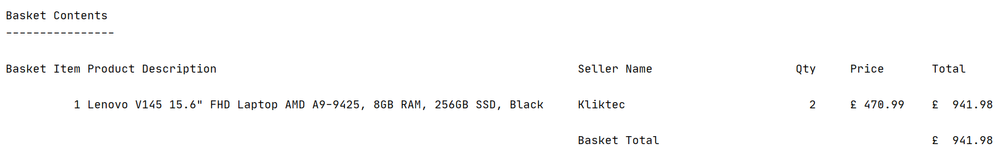 Basket Contents
----------------
Basket Item Product Description Seller Name Qty Price Total
1 Lenovo V145 15.6" FHD Laptop AMD A9-9425, 8GB RAM, 256GB SSD, Black Kliktec 2 £ 470.99 £ 941.98
Basket Total £ 941.98